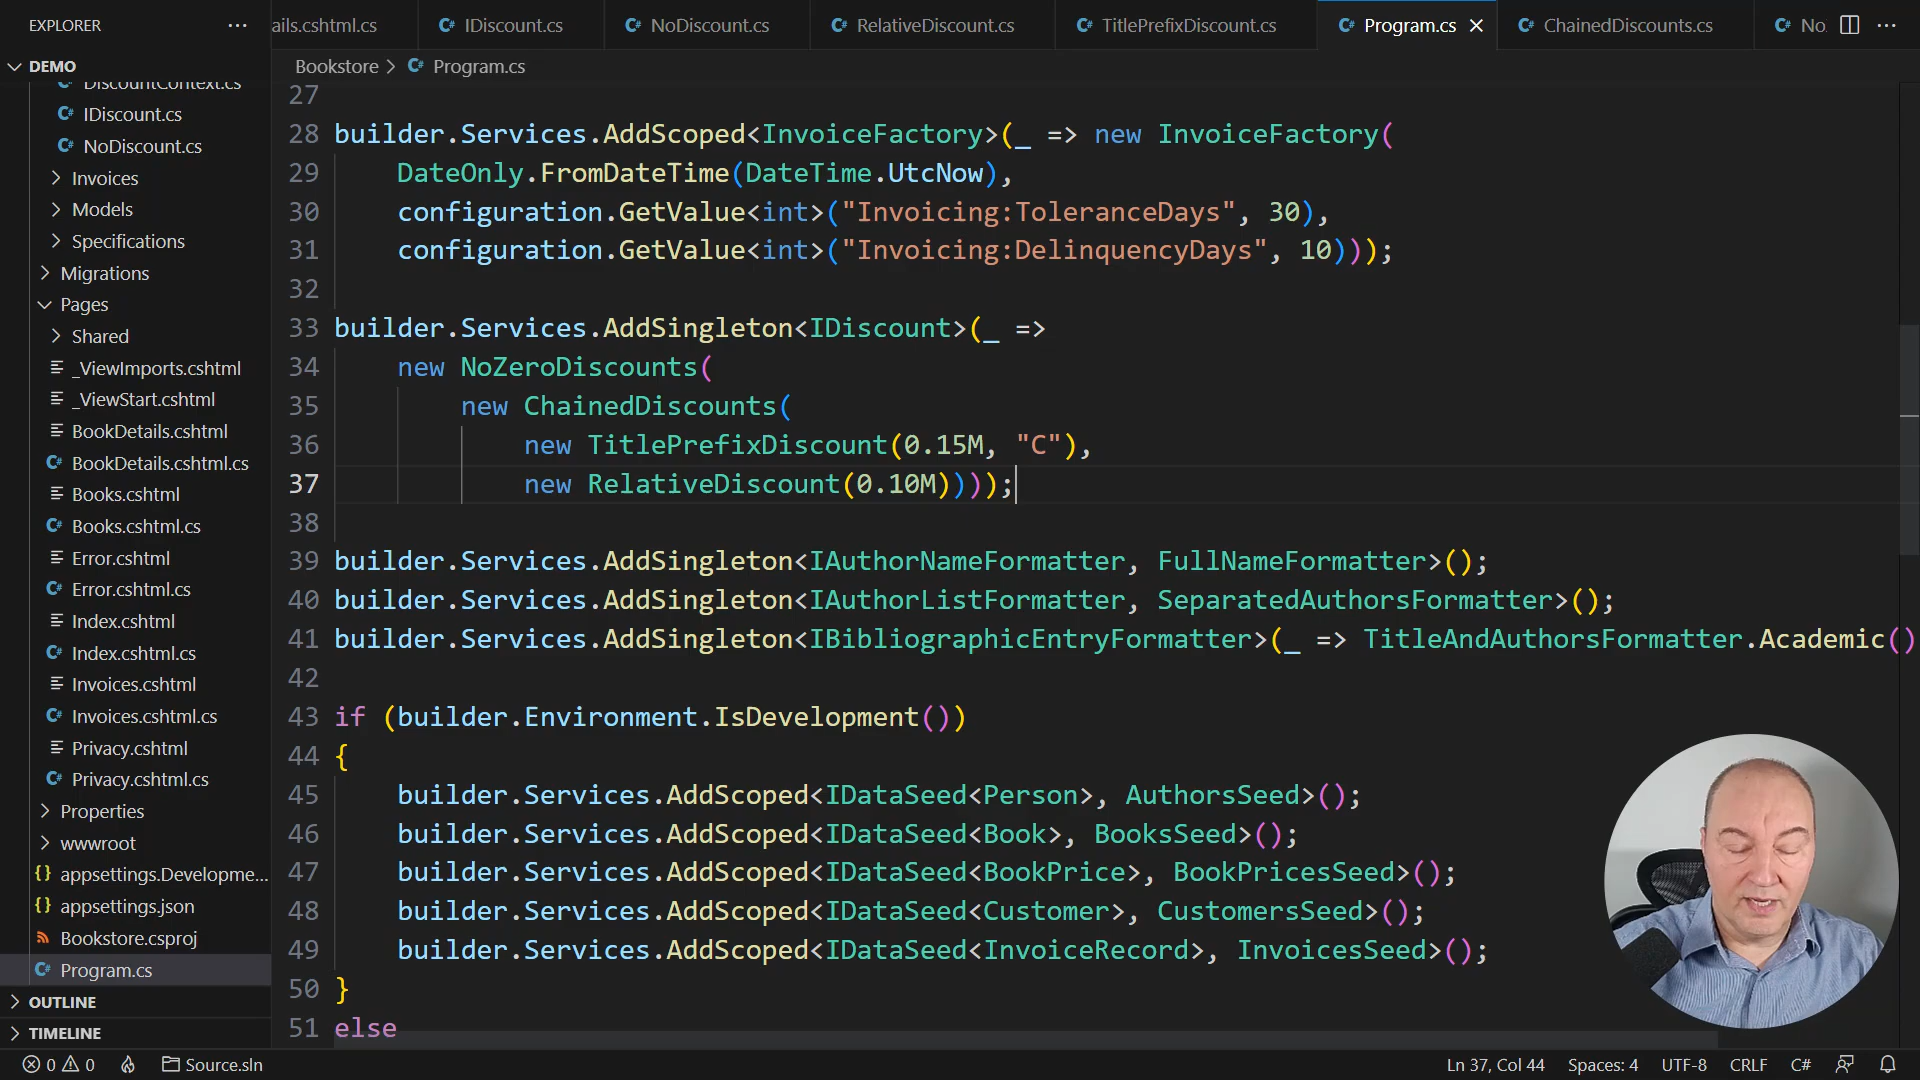 EXPLORER
ails.cshtml.cs
IDiscount.cs
NoDiscount.cs
RelativeDiscount.cs
TitlePrefixDiscount.cs
Program.cs
ChainedDiscounts.cs
No
DEMO
Bookstore > Program.cs
DiscountContext.cs
IDiscount.cs
NoDiscount.cs
Invoices
Models
Specifications
Migrations
Pages
Shared
_ViewImports.cshtml
_ViewStart.cshtml
BookDetails.cshtml
BookDetails.cshtml.cs
Books.cshtml
Books.cshtml.cs
Error.cshtml
Error.cshtml.cs
Index.cshtml
Index.cshtml.cs
Invoices.cshtml
Invoices.cshtml.cs
Privacy.cshtml
Privacy.cshtml.cs
Properties
wwwroot
appsettings.Developme...
appsettings.json
Bookstore.csproj
Program.cs
OUTLINE
TIMELINE
27
28 builder.Services.AddScoped<InvoiceFactory>(_ => new InvoiceFactory(
29 DateOnly.FromDateTime(DateTime.UtcNow),
30 configuration.GetValue<int>("Invoicing:ToleranceDays", 30),
31 configuration.GetValue<int>("Invoicing:DelinquencyDays", 10)));
32
33 builder.Services.AddSingleton<IDiscount>(_ =>
34 new NoZeroDiscounts(
35 new ChainedDiscounts(
36 new TitlePrefixDiscount(0.15M, "C"),
37 new RelativeDiscount(0.10M))));
38
39 builder.Services.AddSingleton<IAuthorNameFormatter, FullNameFormatter>();
40 builder.Services.AddSingleton<IAuthorListFormatter, SeparatedAuthorsFormatter>();
41 builder.Services.AddSingleton<IBibliographicEntryFormatter>(_ => TitleAndAuthorsFormatter.Academic()
42
43 if (builder.Environment.IsDevelopment())
44 {
45 builder.Services.AddScoped<IDataSeed<Person>, AuthorsSeed>();
46 builder.Services.AddScoped<IDataSeed<Book>, BooksSeed>();
47 builder.Services.AddScoped<IDataSeed<BookPrice>, BookPricesSeed>();
48 builder.Services.AddScoped<IDataSeed<Customer>, CustomersSeed>();
49 builder.Services.AddScoped<IDataSeed<InvoiceRecord>, InvoicesSeed>();
50 }
51 else
0 0 Source.sln
Ln 37, Col 44 Spaces: 4 UTF-8 CRLF C#